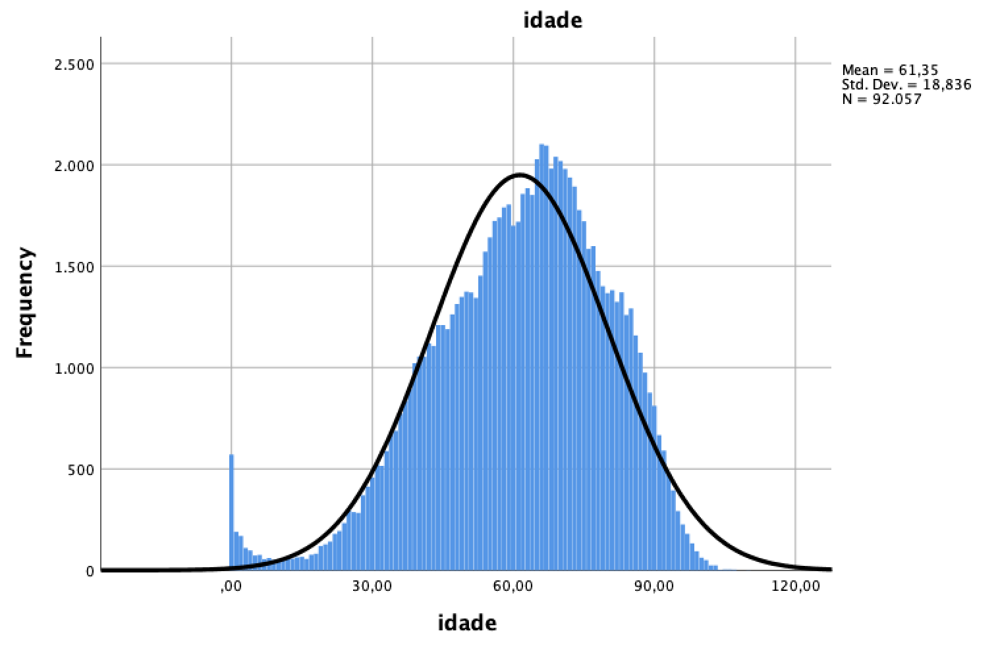 idade
Mean = 61,35
Std. Dev. = 18,836
N = 92.057
Frequency
2.500
2.000
1.500
1.000
500
0
,00 30,00 60,00 90,00 120,00
idade